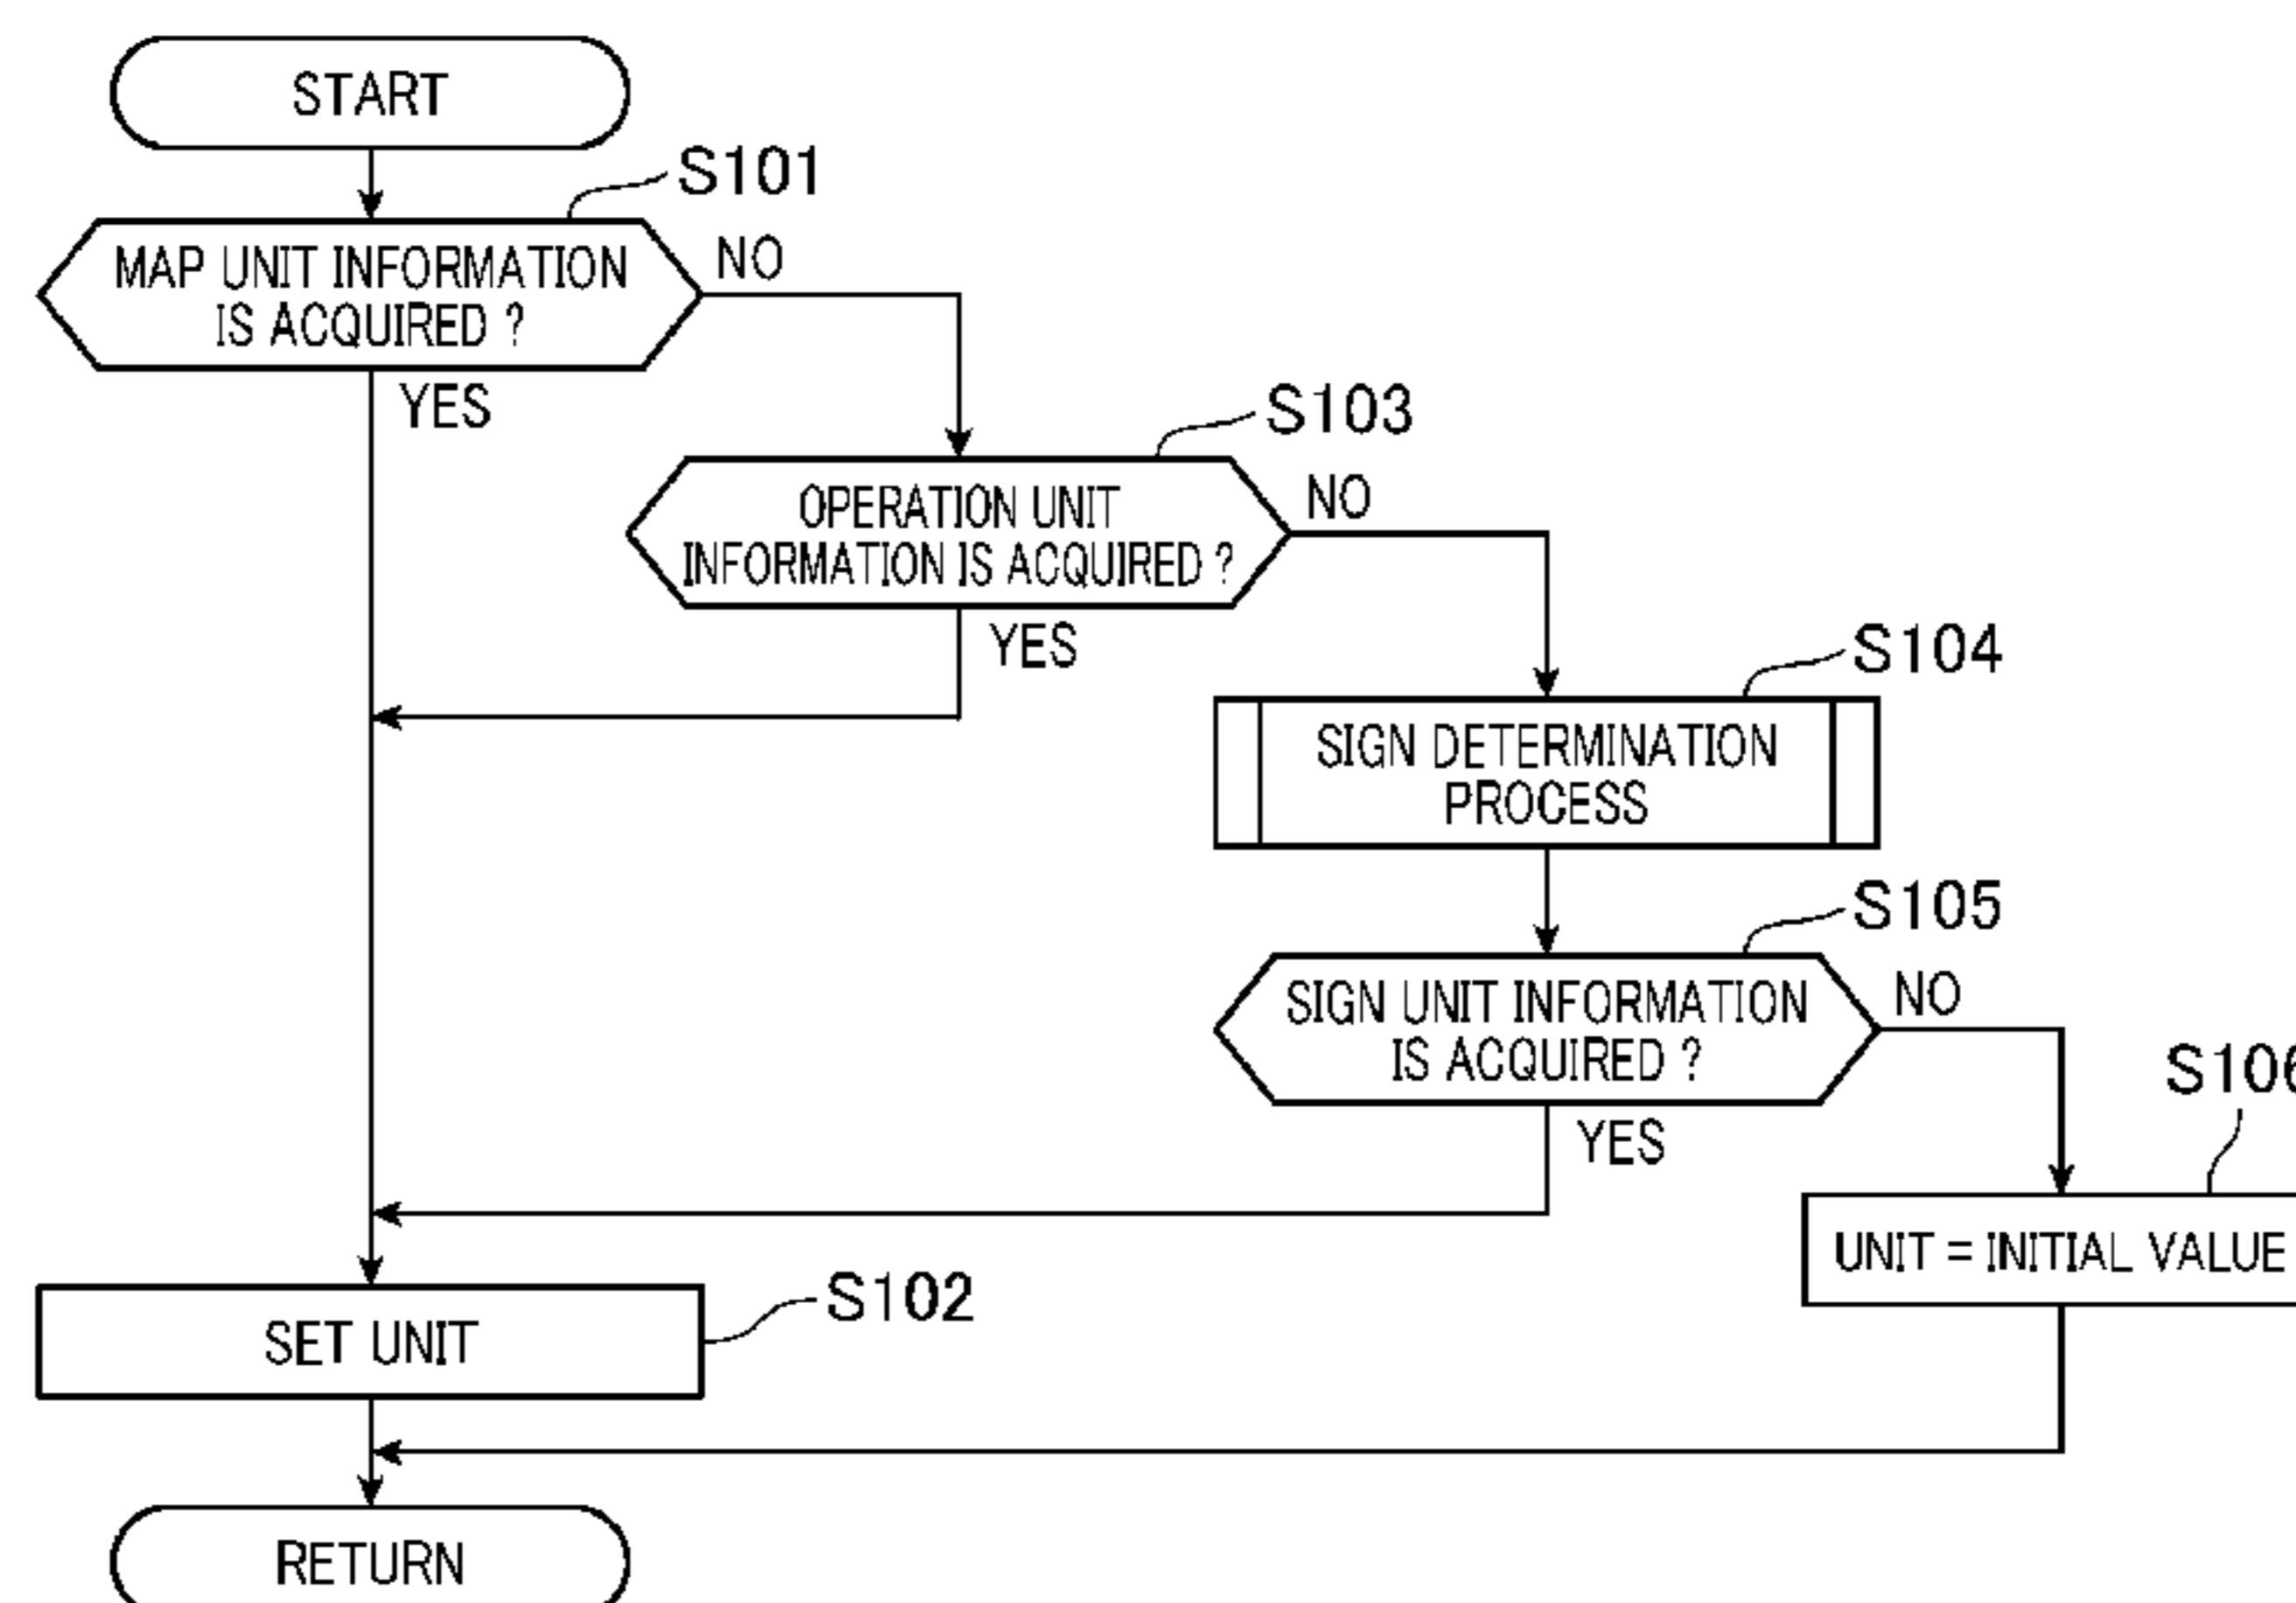 START
S101
MAP UNIT INFORMATION
IS ACQUIRED ?
NO
YES
S103
OPERATION UNIT
INFORMATION IS ACQUIRED ?
NO
YES
S104
SIGN DETERMINATION
PROCESS
S105
SIGN UNIT INFORMATION
IS ACQUIRED ?
NO
YES
S106
UNIT = INITIAL VALUE
SET UNIT
S102
RETURN